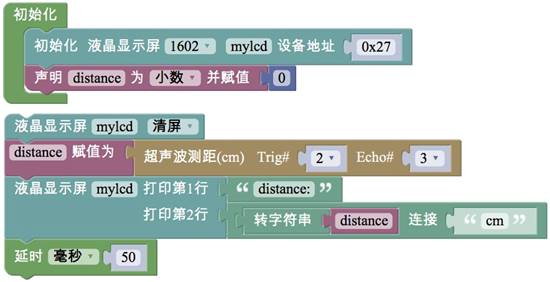 初始化
初始化 液晶显示屏 1602 mylcd 设备地址 0x27
声明 distance 为 小数 并赋值 0
液晶显示屏 mylcd 清屏
distance 赋值为 超声波测距(cm) Trig# 2 Echo# 3
液晶显示屏 mylcd 打印第1行 “ distance: ”
打印第2行 转字符串 distance 连接 “ cm ”
延时 毫秒 50